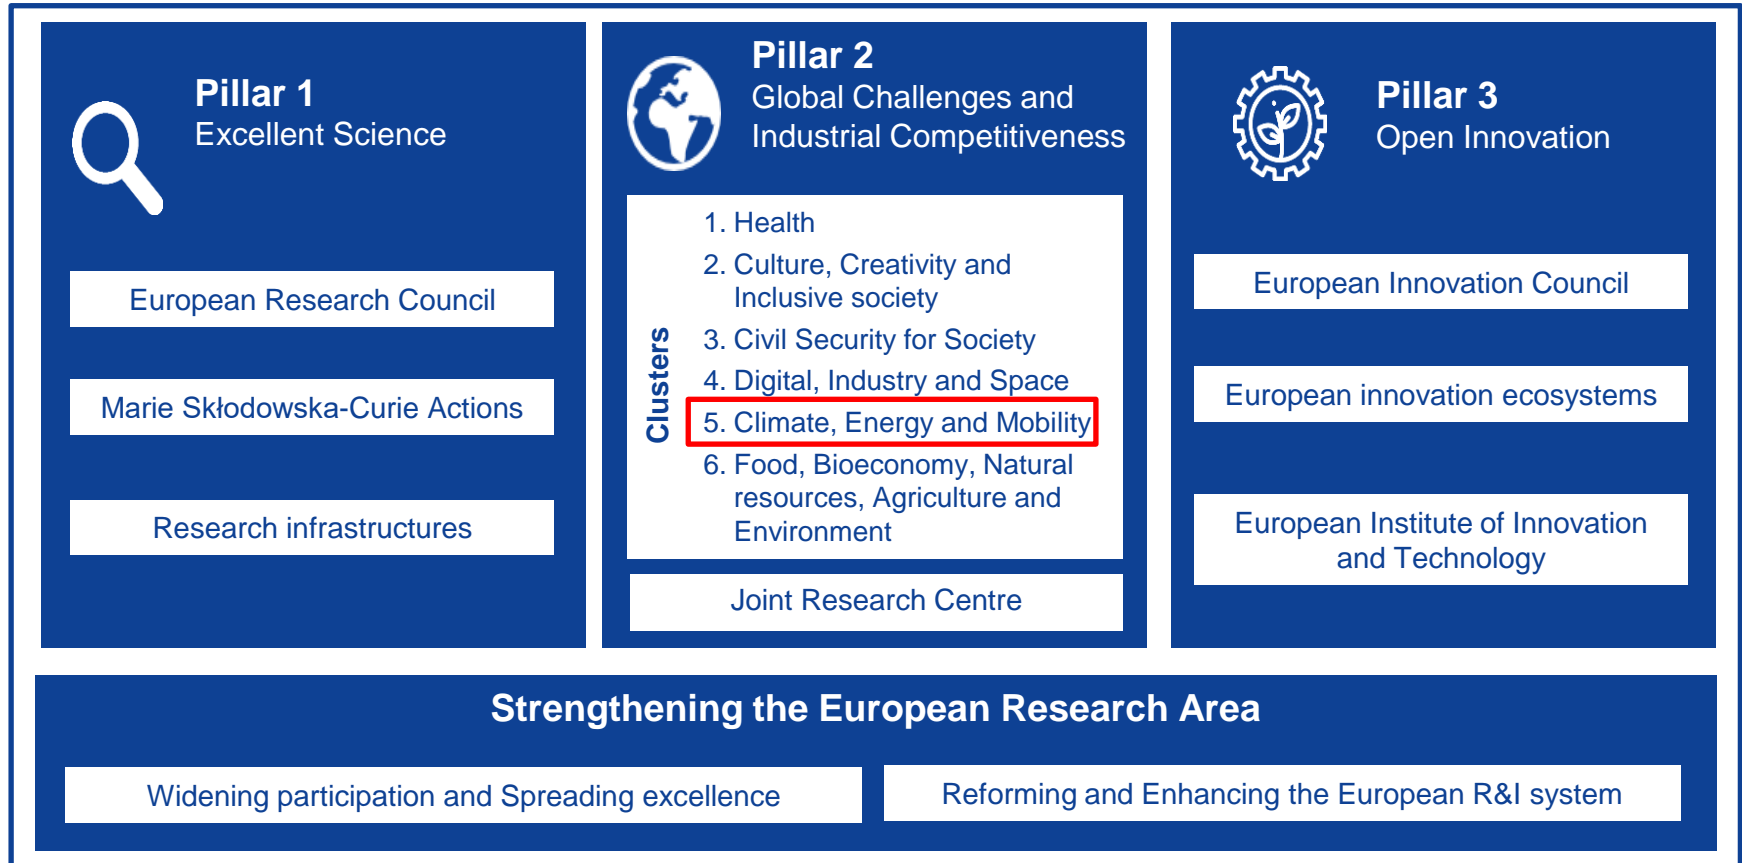 Pillar 1
Excellent Science
European Research Council
Marie Skłodowska-Curie Actions
Research infrastructures
Pillar 2
Global Challenges and
Industrial Competitiveness
Clusters
1. Health
2. Culture, Creativity and
Inclusive society
3. Civil Security for Society
4. Digital, Industry and Space
5. Climate, Energy and Mobility
6. Food, Bioeconomy, Natural
resources, Agriculture and
Environment
Joint Research Centre
Pillar 3
Open Innovation
European Innovation Council
European innovation ecosystems
European Institute of Innovation
and Technology
Strengthening the European Research Area
Widening participation and Spreading excellence
Reforming and Enhancing the European R&I system